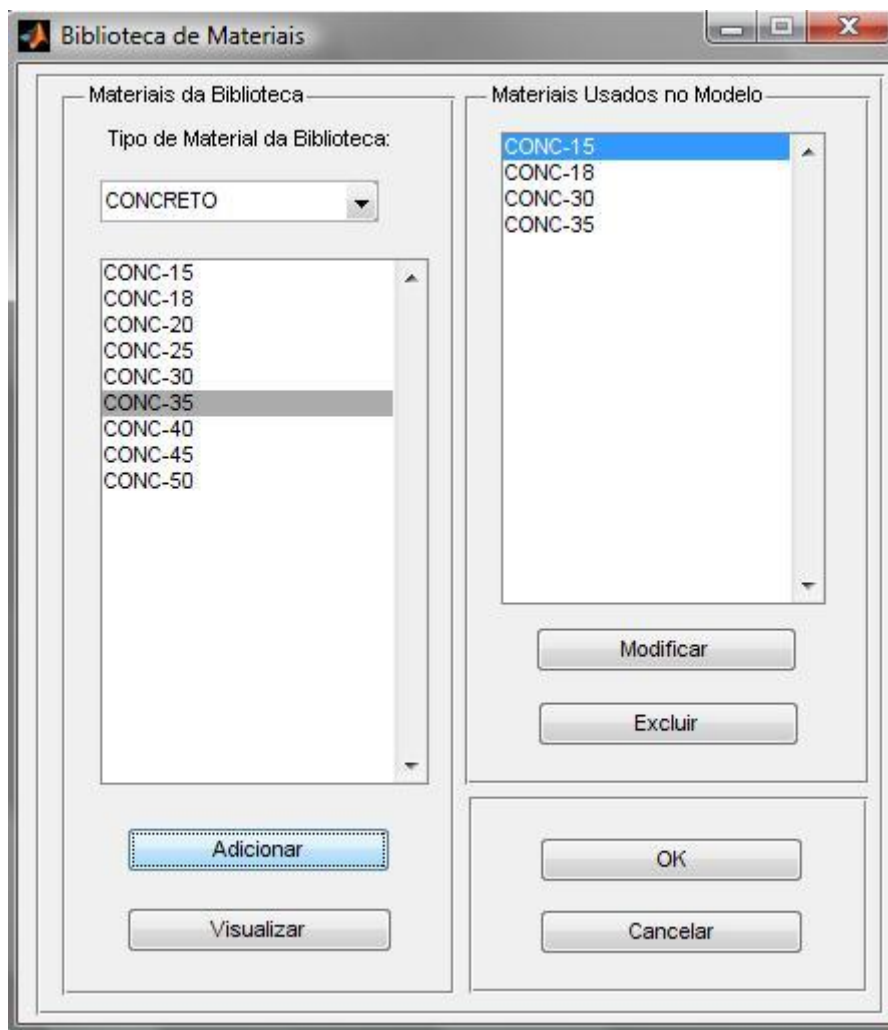 Biblioteca de Materiais
Materiais da Biblioteca
Tipo de Material da Biblioteca:
CONCRETO
CONC-15
CONC-18
CONC-20
CONC-25
CONC-30
CONC-35
CONC-40
CONC-45
CONC-50
Adicionar
Visualizar
Materiais Usados no Modelo
CONC-15
CONC-18
CONC-30
CONC-35
Modificar
Excluir
OK
Cancelar